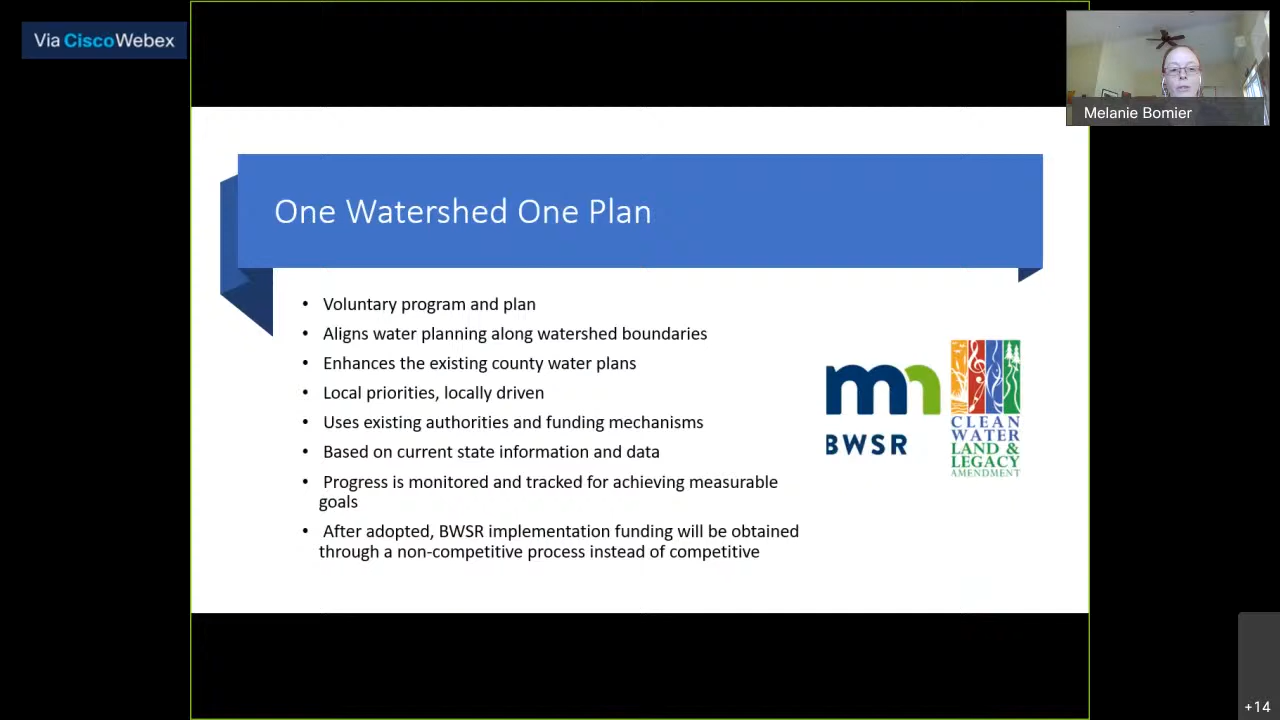 Via CiscoWebex
Melanie Bomier
One Watershed One Plan
• Voluntary program and plan
• Aligns water planning along watershed boundaries
• Enhances the existing county water plans
• Local priorities, locally driven
• Uses existing authorities and funding mechanisms
• Based on current state information and data
• Progress is monitored and tracked for achieving measurable
goals
• After adopted, BWSR implementation funding will be obtained
through a non-competitive process instead of competitive
mn
BWSR
CLEAN
WATER
LAND &
LEGACY
AMENDMENT
+14